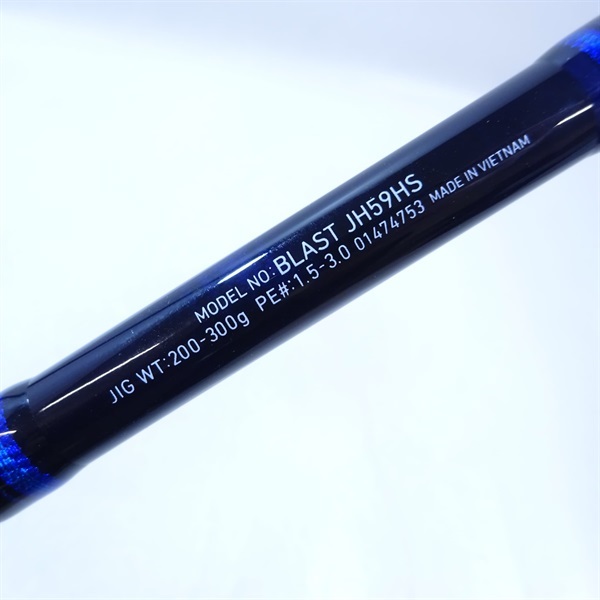 MODEL NO:BLAST JH59HS
JIG WT:200-300g PE#:1.5-3.0 01474753 MADE IN VIETNAM